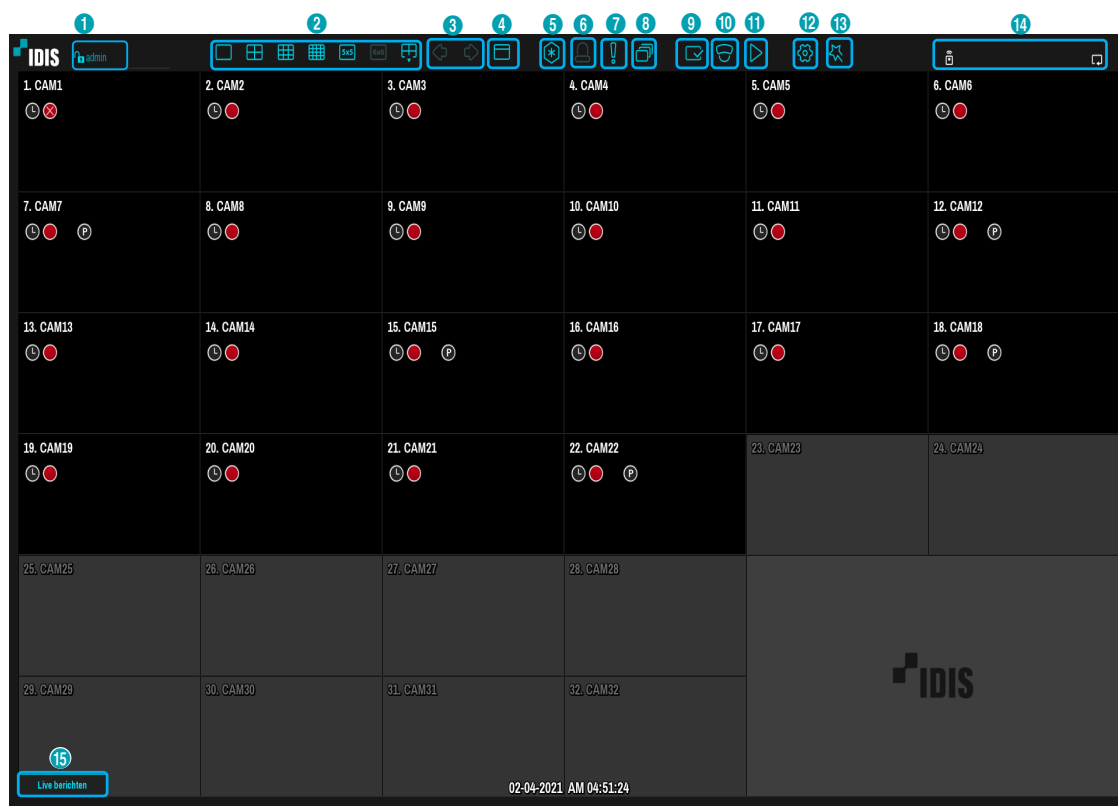 1 2 3 4 5 6 7 8 9 10 11 12 13 14
IDIS admin 5x5 6x6
1. CAM1 2. CAM2 3. CAM3 4. CAM4 5. CAM5 6. CAM6
7. CAM7 8. CAM8 9. CAM9 10. CAM10 11. CAM11 12. CAM12
P P
13. CAM13 14. CAM14 15. CAM15 16. CAM16 17. CAM17 18. CAM18
P P
19. CAM19 20. CAM20 21. CAM21 22. CAM22 23. CAM23 24. CAM24
P
25. CAM25 26. CAM26 27. CAM27 28. CAM28
IDIS
29. CAM29 30. CAM30 31. CAM31 32. CAM32
15
Live berichten 02-04-2021 AM 04:51:24